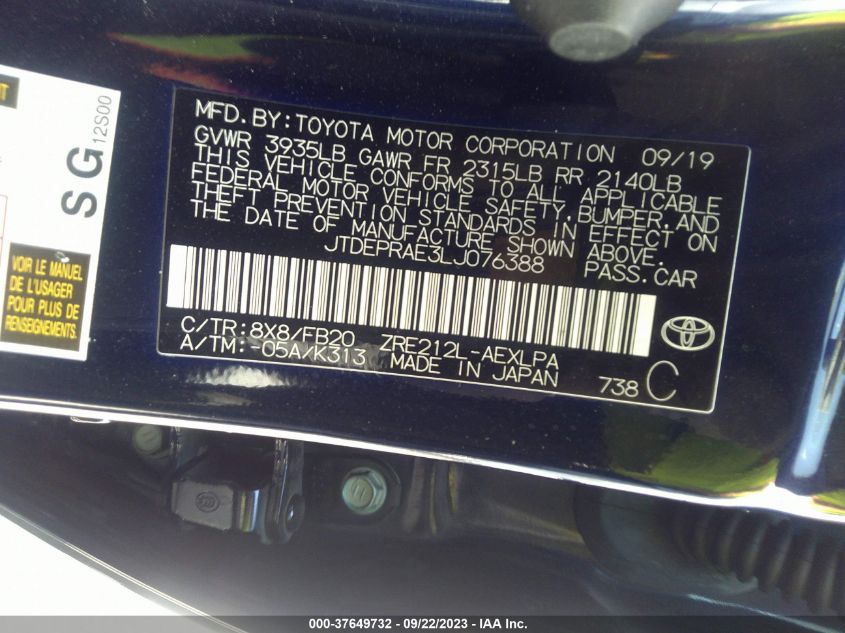 MFD. BY: TOYOTA MOTOR CORPORATION 09/19
GVWR 3935LB GAWR FR 2315LB RR 2140LB
THIS VEHICLE CONFORMS TO ALL APPLICABLE
FEDERAL MOTOR VEHICLE SAFETY, BUMPER, AND
THEFT PREVENTION STANDARDS IN EFFECT ON
THE DATE OF MANUFACTURE SHOWN ABOVE.
JTDEPRAE3LJ076388 PASS. CAR
C/TR: 8X8/FB20 ZRE212L-AEXLPA
A/TM: -05A/K313 MADE IN JAPAN 738 C
SG 12S00
VOIR LE MANUEL
DE L'USAGER
POUR PLUS DE
RENSEIGNEMENTS.
000-37649732 - 09/22/2023 - IAA Inc.